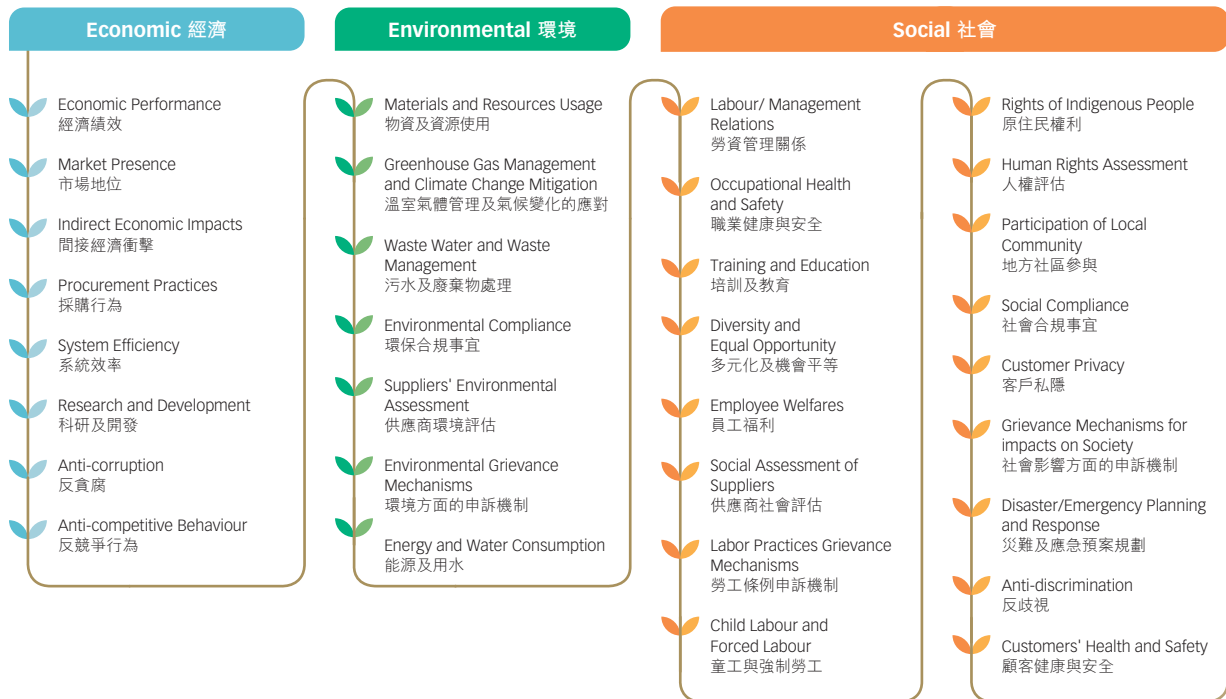 Economic 經濟
Economic Performance
經濟績效
Market Presence
市場地位
Indirect Economic Impacts
間接經濟衝擊
Procurement Practices
採購行為
System Efficiency
系統效率
Research and Development
科研及開發
Anti-corruption
反貪腐
Anti-competitive Behaviour
反競爭行為
Environmental 環境
Materials and Resources Usage
物資及資源使用
Greenhouse Gas Management
and Climate Change Mitigation
溫室氣體管理及氣候變化的應對
Waste Water and Waste
Management
污水及廢棄物處理
Environmental Compliance
環保合規事宜
Suppliers' Environmental
Assessment
供應商環境評估
Environmental Grievance
Mechanisms
環境方面的申訴機制
Energy and Water Consumption
能源及用水
Social 社會
Labour/ Management
Relations
勞資管理關係
Occupational Health
and Safety
職業健康與安全
Training and Education
培訓及教育
Diversity and
Equal Opportunity
多元化及機會平等
Employee Welfares
員工福利
Social Assessment of
Suppliers
供應商社會評估
Labor Practices Grievance
Mechanisms
勞工條例申訴機制
Child Labour and
Forced Labour
童工與強制勞工
Rights of Indigenous People
原住民權利
Human Rights Assessment
人權評估
Participation of Local
Community
地方社區參與
Social Compliance
社會合規事宜
Customer Privacy
客戶私隱
Grievance Mechanisms for
impacts on Society
社會影響方面的申訴機制
Disaster/Emergency Planning
and Response
災難及應急預案規劃
Anti-discrimination
反歧視
Customers' Health and Safety
顧客健康與安全